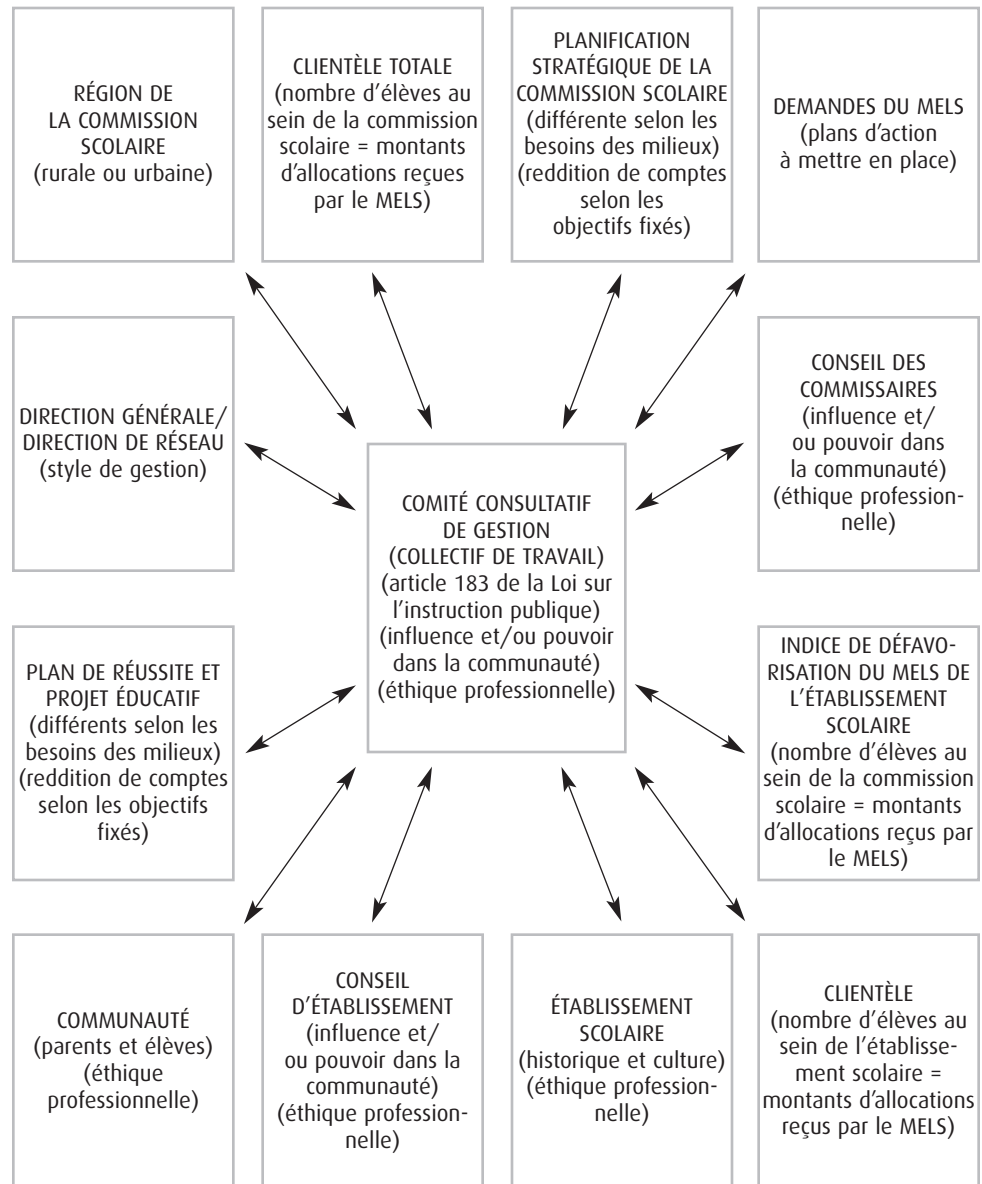 RÉGION DE
LA COMMISSION
SCOLAIRE
(rurale ou urbaine)
CLIENTÈLE TOTALE
(nombre d'élèves au
sein de la commission
scolaire = montants
d'allocations reçues
par le MELS)
PLANIFICATION
STRATÉGIQUE DE LA
COMMISSION SCOLAIRE
(différente selon les
besoins des milieux)
(reddition de comptes
selon les
objectifs fixés)
DEMANDES DU MELS
(plans d'action
à mettre en place)
DIRECTION GÉNÉRALE/
DIRECTION DE RÉSEAU
(style de gestion)
CONSEIL DES
COMMISSAIRES
(influence et/
ou pouvoir dans
la communauté)
(éthique profession-
nelle)
COMITÉ CONSULTATIF
DE GESTION
(COLLECTIF DE TRAVAIL)
(article 183 de la Loi sur
l'instruction publique)
(influence et/ou pouvoir
dans la communauté)
(éthique professionnelle)
PLAN DE RÉUSSITE ET
PROJET ÉDUCATIF
(différents selon les
besoins des milieux)
(reddition de comptes
selon les objectifs
fixés)
INDICE DE DÉFAVO-
RISATION DU MELS DE
L'ÉTABLISSEMENT
SCOLAIRE
(nombre d'élèves au
sein de la commission
scolaire = montants
d'allocations reçus par
le MELS)
COMMUNAUTÉ
(parents et élèves)
(éthique
professionnelle)
CONSEIL
D'ÉTABLISSEMENT
(influence et/
ou pouvoir dans la
communauté)
(éthique profession-
nelle)
ÉTABLISSEMENT
SCOLAIRE
(historique et culture)
(éthique profession-
nelle)
CLIENTÈLE
(nombre d'élèves au
sein de l'établisse-
ment scolaire =
montants d'allocations
reçus par le MELS)